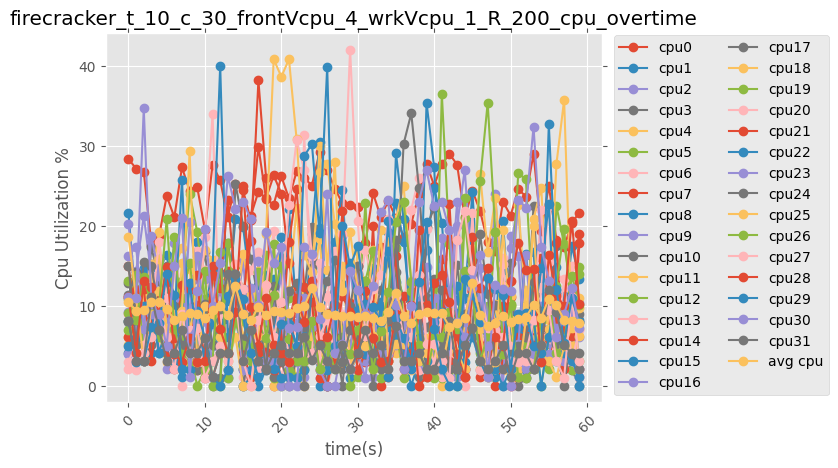 firecracker_t_10_c_30_frontVcpu_4_wrkVcpu_1_R_200_cpu_overtime
Cpu Utilization %
40
30
20
10
0
0
10
20
30
40
50
60
time(s)
cpu0
cpu1
cpu2
cpu3
cpu4
cpu5
cpu6
cpu7
cpu8
cpu9
cpu10
cpu11
cpu12
cpu13
cpu14
cpu15
cpu16
cpu17
cpu18
cpu19
cpu20
cpu21
cpu22
cpu23
cpu24
cpu25
cpu26
cpu27
cpu28
cpu29
cpu30
cpu31
avg cpu